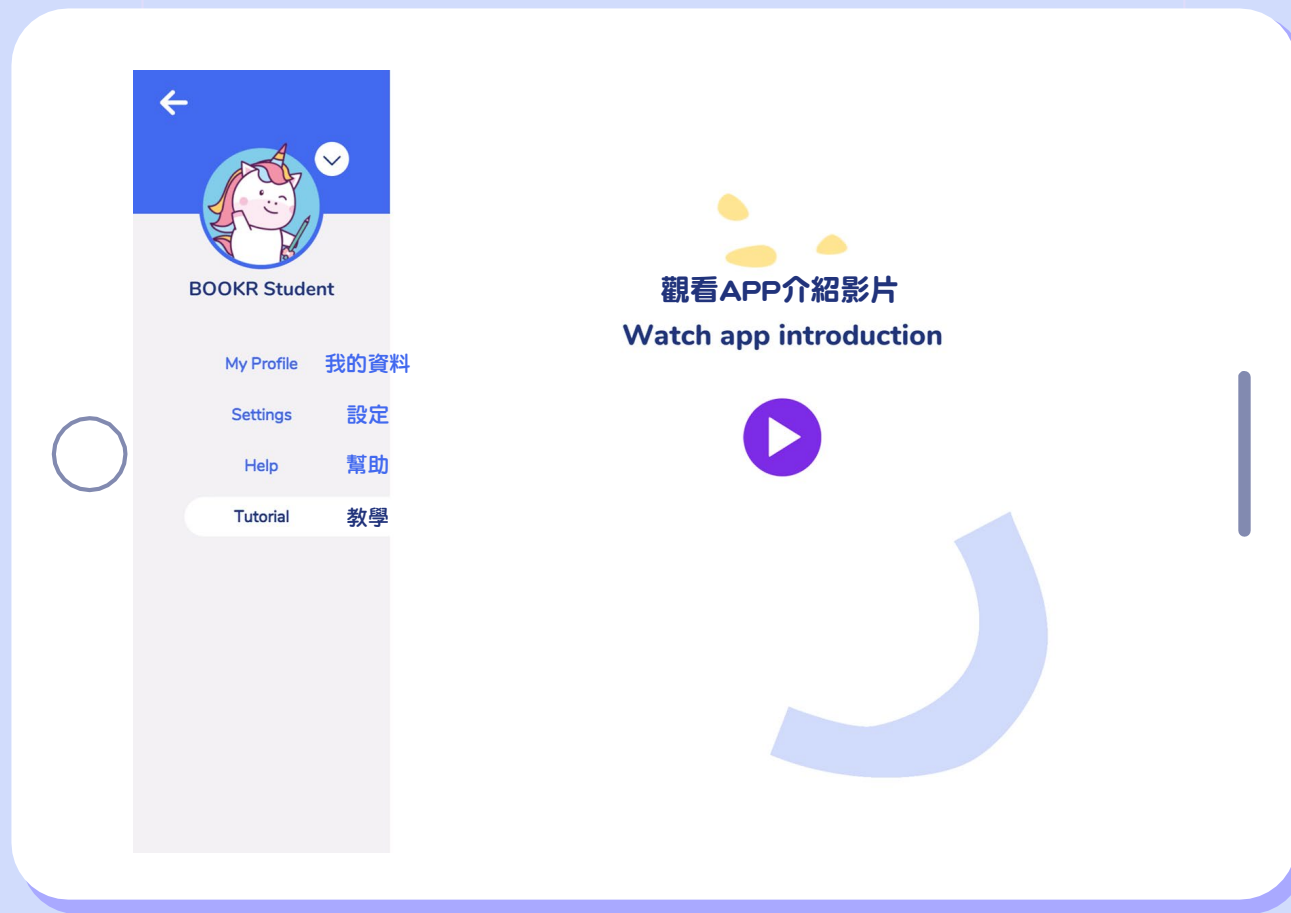 BOOKR Student
My Profile 我的資料
Settings 設定
Help 幫助
Tutorial 教學
觀看APP介紹影片
Watch app introduction